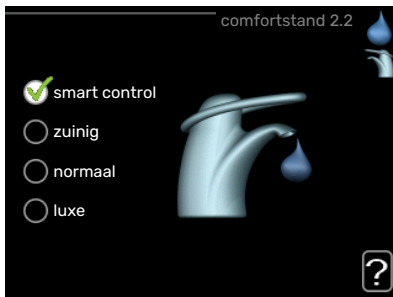 comfortstand 2.2
smart control
zuinig
normaal
luxe
?